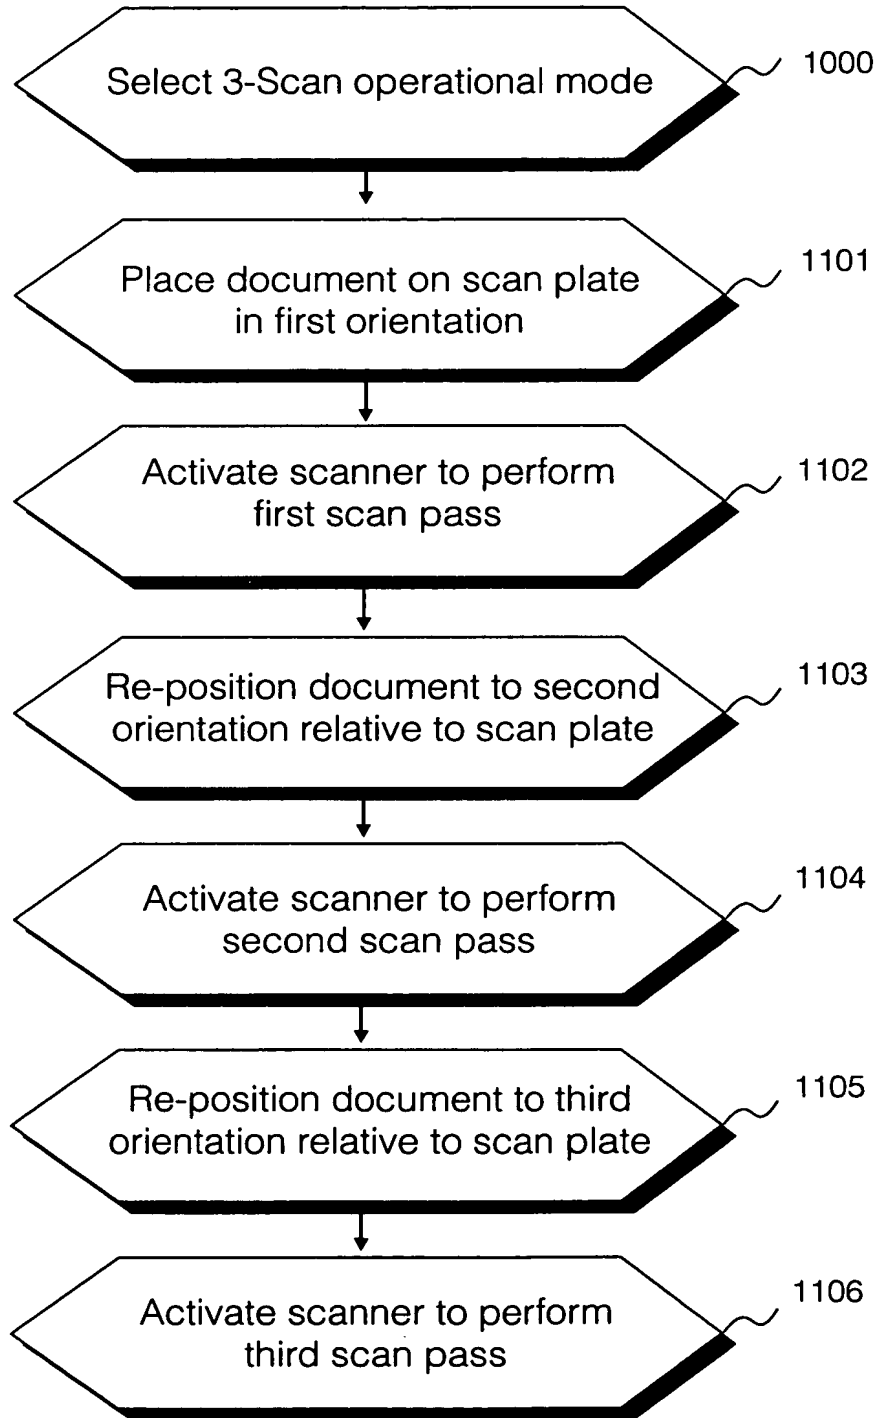 Select 3-Scan operational mode
1000
Place document on scan plate
in first orientation
1101
Activate scanner to perform
first scan pass
1102
Re-position document to second
orientation relative to scan plate
1103
Activate scanner to perform
second scan pass
1104
Re-position document to third
orientation relative to scan plate
1105
Activate scanner to perform
third scan pass
1106